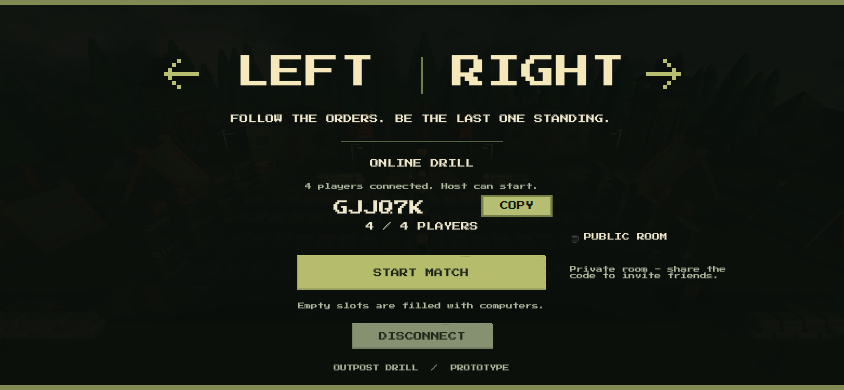 LEFT RIGHT
FOLLOW THE ORDERS. BE THE LAST ONE STANDING.
ONLINE DRILL
4 players connected. Host can start.
GJJQ7K COPY
4 / 4 PLAYERS
PUBLIC ROOM
START MATCH
Private room - share the
code to invite friends.
Empty slots are filled with computers.
DISCONNECT
OUTPOST DRILL / PROTOTYPE